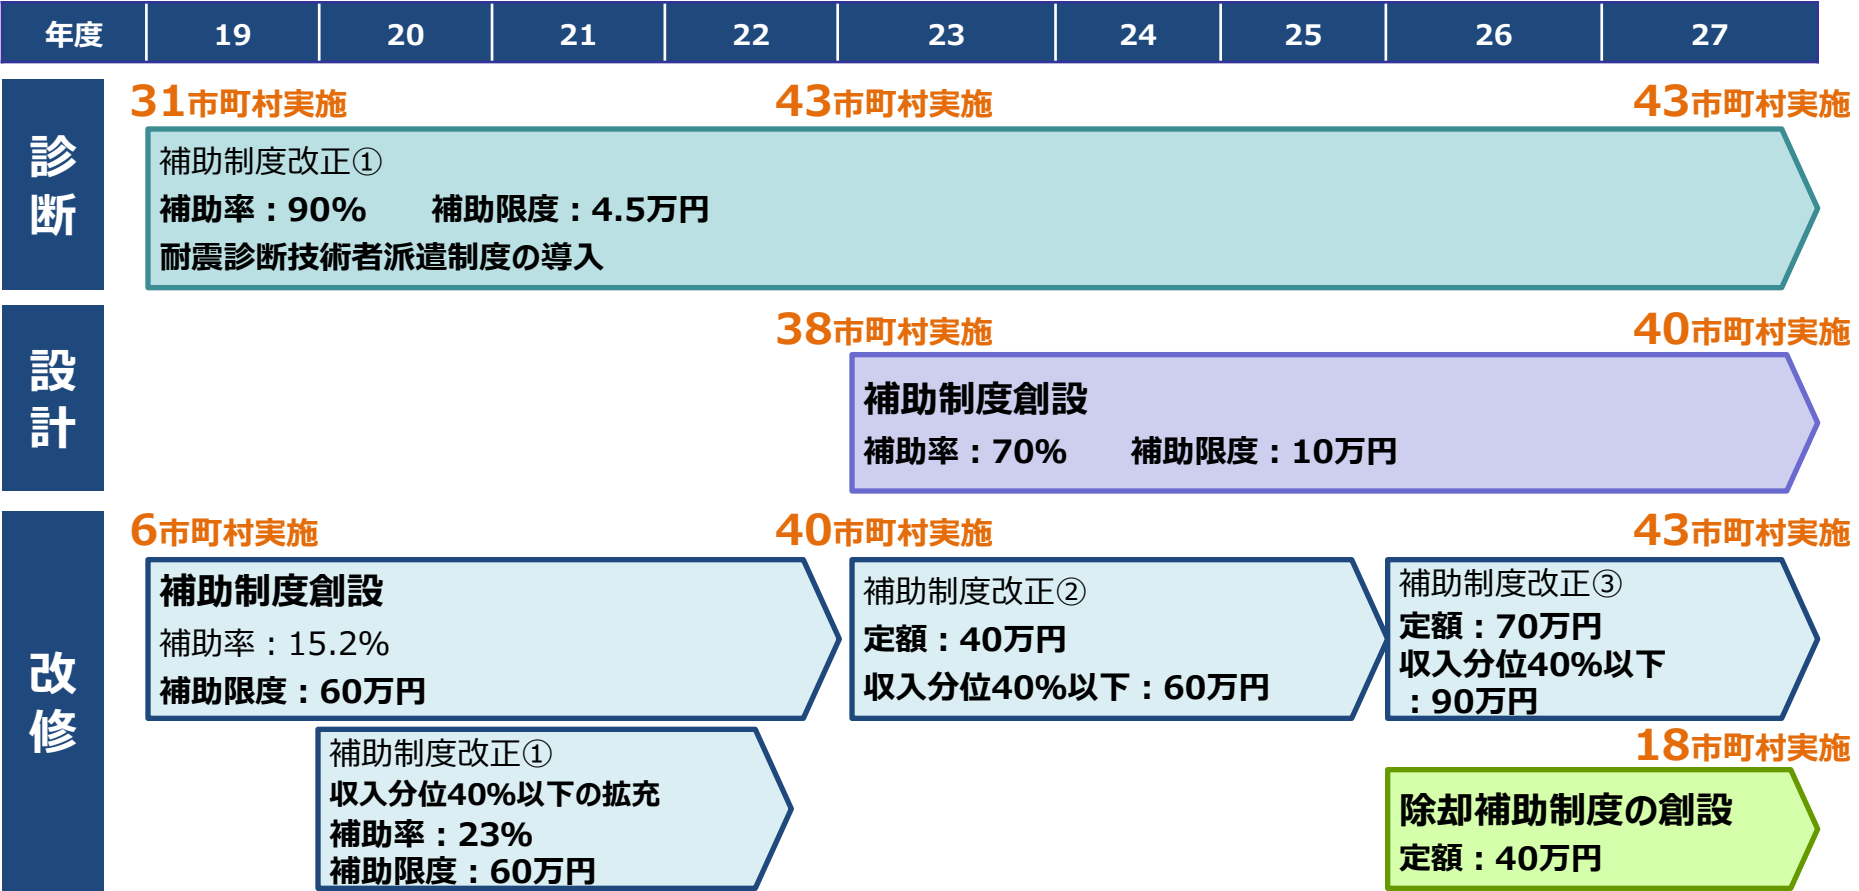 年度 19 20 21 22 23 24 25 26 27
診断
31市町村実施 43市町村実施 43市町村実施
補助制度改正①
補助率：90% 補助限度：4.5万円
耐震診断技術者派遣制度の導入
設計
38市町村実施 40市町村実施
補助制度創設
補助率：70% 補助限度：10万円
改修
6市町村実施 40市町村実施 43市町村実施
補助制度創設
補助率：15.2%
補助限度：60万円
補助制度改正②
定額：40万円
収入分位40%以下：60万円
補助制度改正③
定額：70万円
収入分位40%以下
：90万円
補助制度改正①
収入分位40%以下の拡充
補助率：23%
補助限度：60万円
18市町村実施
除却補助制度の創設
定額：40万円